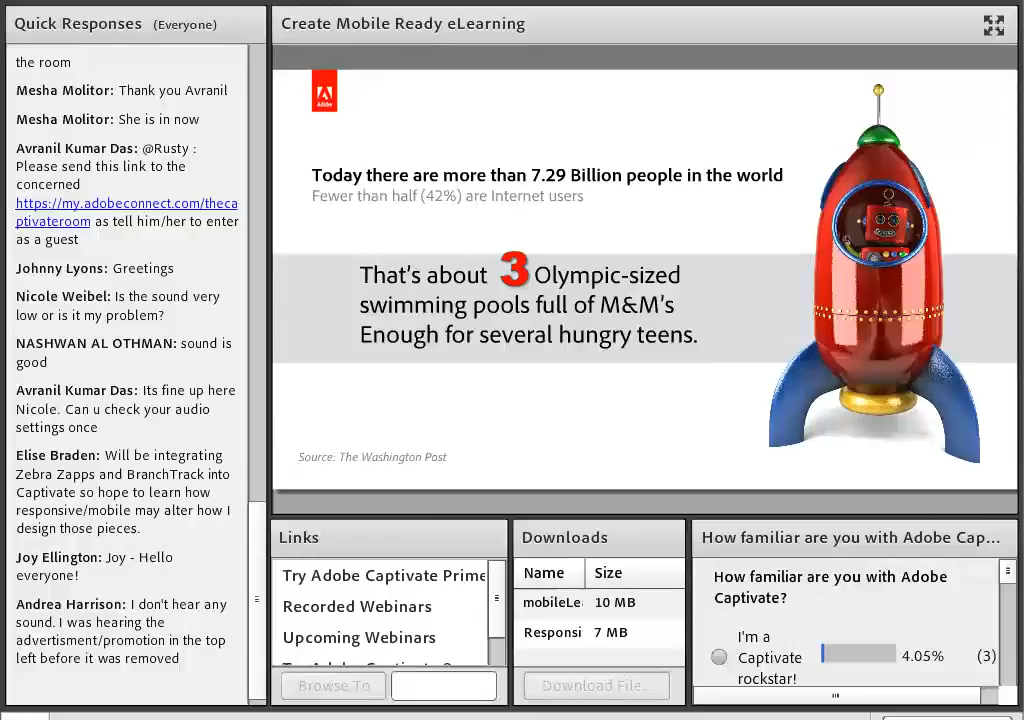 Quick Responses (Everyone)
the room
Mesha Molitor: Thank you Avranil
Mesha Molitor: She is in now
Avranil Kumar Das: @Rusty :
Please send this link to the
concerned
https://my.adobeconnect.com/theca
ptivateroom as tell him/her to enter
as a guest
Johnny Lyons: Greetings
Nicole Weibel: Is the sound very
low or is it my problem?
NASHWAN AL OTHMAN: sound is
good
Avranil Kumar Das: Its fine up here
Nicole. Can u check your audio
settings once
Elise Braden: Will be integrating
Zebra Zapps and BranchTrack into
Captivate so hope to learn how
responsive/mobile may alter how I
design those pieces.
Joy Ellington: Joy - Hello
everyone!
Andrea Harrison: I don't hear any
sound. I was hearing the
advertisment/promotion in the top
left before it was removed
Create Mobile Ready eLearning
Adobe
Today there are more than 7.29 Billion people in the world
Fewer than half (42%) are Internet users
That's about 3 Olympic-sized
swimming pools full of M&M's
Enough for several hungry teens.
Source: The Washington Post
Links
Try Adobe Captivate Prime
Recorded Webinars
Upcoming Webinars
Browse To
Downloads
Name Size
mobileLe 10 MB
Responsi 7 MB
Download File...
How familiar are you with Adobe Cap...
How familiar are you with Adobe
Captivate?
I'm a
Captivate
rockstar!
4.05% (3)